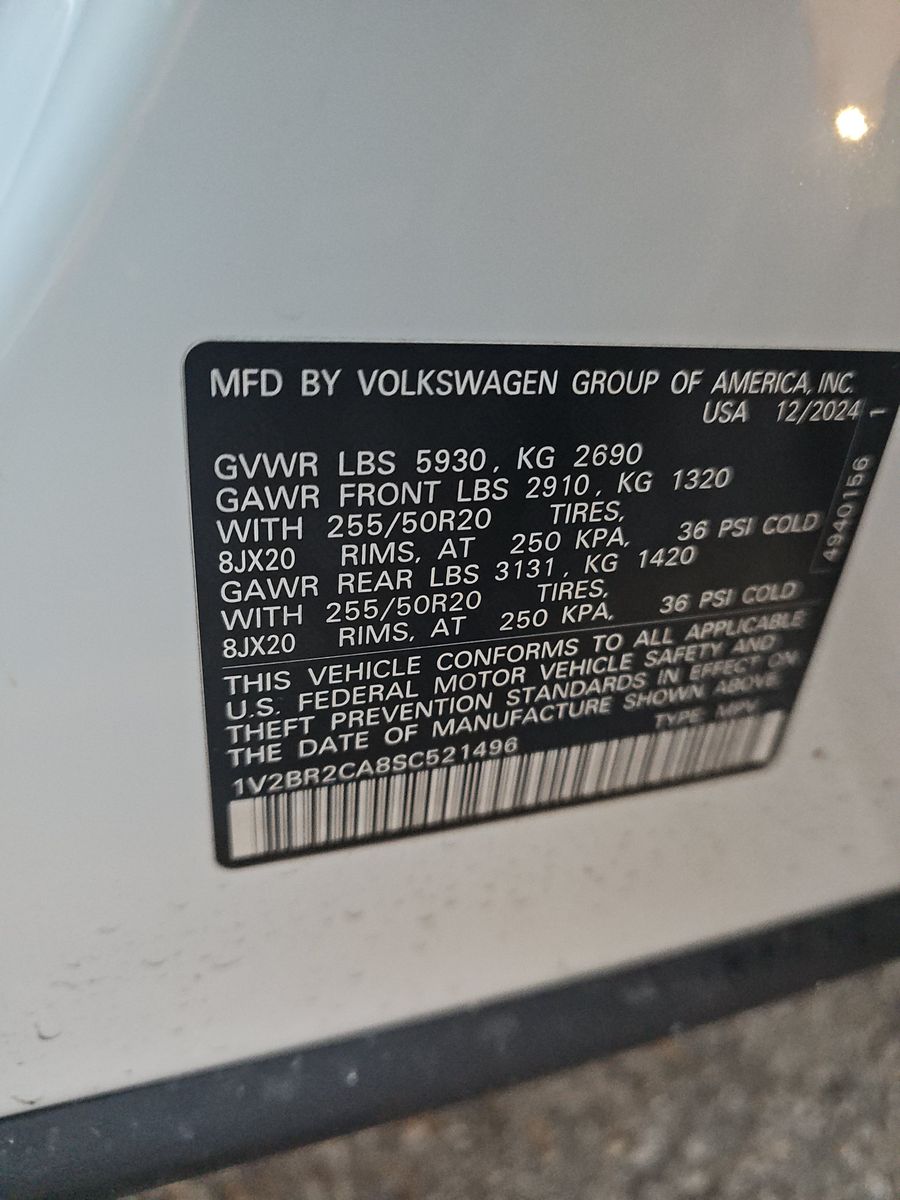 MFD BY VOLKSWAGEN GROUP OF AMERICA, INC.
USA 12/2024
GVWR LBS 5930, KG 2690
GAWR FRONT LBS 2910, KG 1320
WITH 255/50R20 TIRES,
8JX20 RIMS, AT 250 KPA, 36 PSI COLD
GAWR REAR LBS 3131, KG 1420
WITH 255/50R20 TIRES,
8JX20 RIMS, AT 250 KPA, 36 PSI COLD
THIS VEHICLE CONFORMS TO ALL APPLICABLE
U.S. FEDERAL MOTOR VEHICLE SAFETY AND
THEFT PREVENTION STANDARDS IN EFFECT ON
THE DATE OF MANUFACTURE SHOWN ABOVE.
1V2BR2CA8SC521496 TYPE: MPV
4940156 1